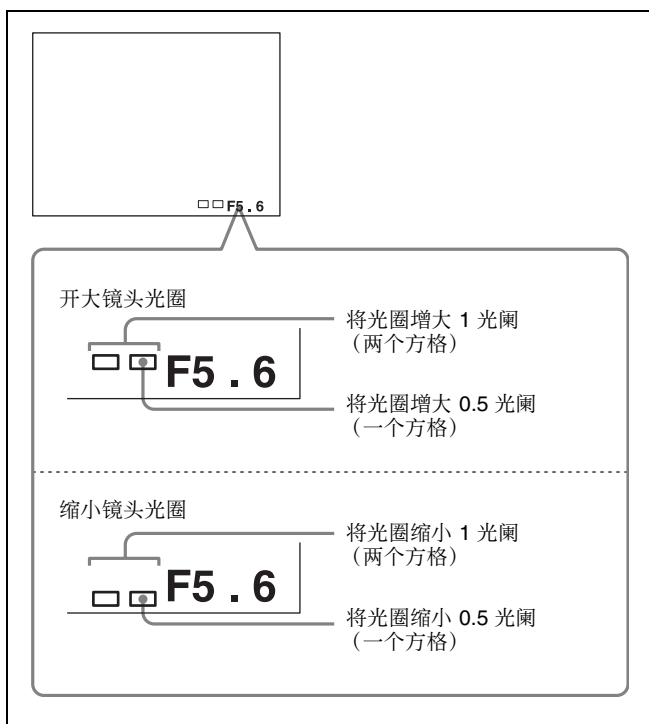 □□F5.6
开大镜头光圈
将光圈增大 1 光阑
（两个方格）
F5.6
将光圈增大 0.5 光阑
（一个方格）
缩小镜头光圈
将光圈缩小 1 光阑
（两个方格）
F5.6
将光圈缩小 0.5 光阑
（一个方格）